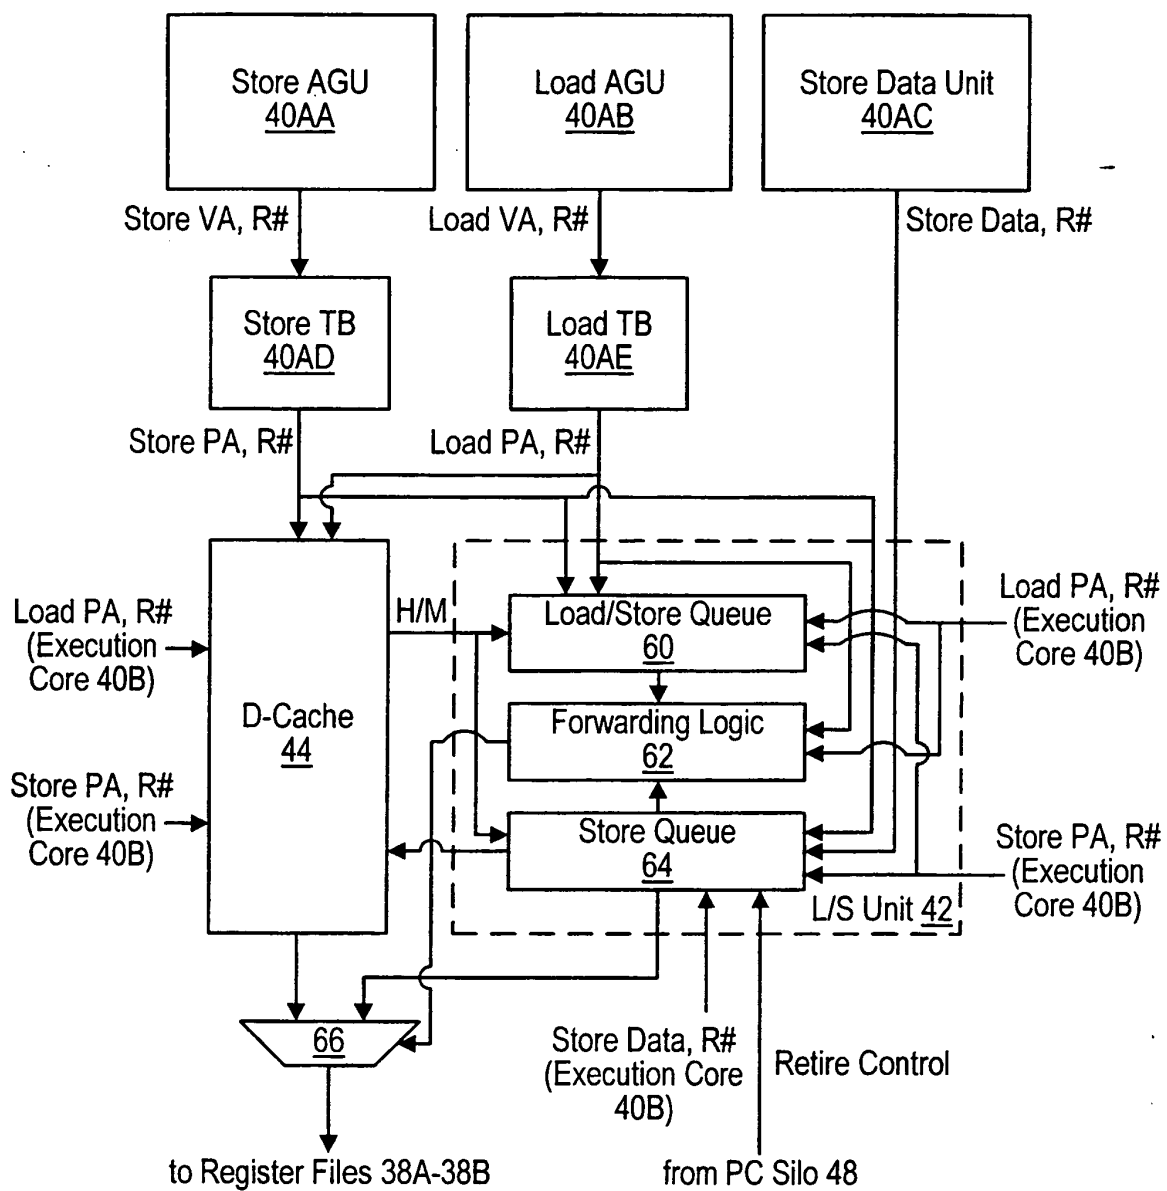 Store AGU
40AA
Load AGU
40AB
Store Data Unit
40AC
Store VA, R#
Load VA, R#
Store Data, R#
Store TB
40AD
Load TB
40AE
Store PA, R#
Load PA, R#
Load PA, R#
(Execution
Core 40B)
H/M
Load/Store Queue
60
Load PA, R#
(Execution
Core 40B)
D-Cache
44
Forwarding Logic
62
Store PA, R#
(Execution
Core 40B)
Store Queue
64
Store PA, R#
(Execution
Core 40B)
L/S Unit 42
66
Store Data, R#
(Execution Core
40B)
Retire Control
to Register Files 38A-38B
from PC Silo 48